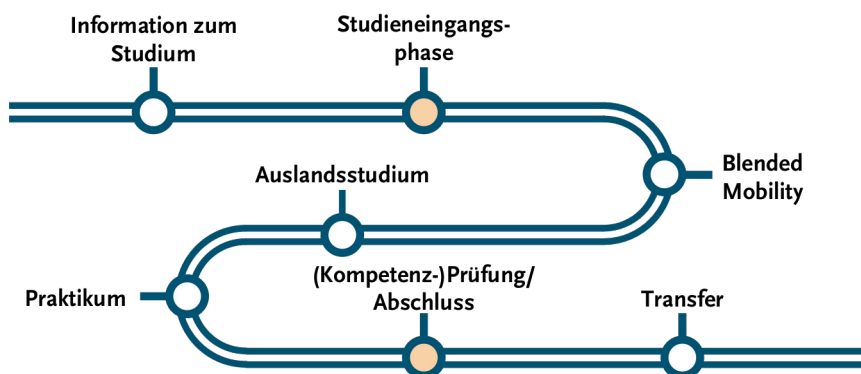 Information zum
Studium
Studieneingangs-
phase
Blended
Mobility
Auslandsstudium
Praktikum
(Kompetenz-)Prüfung/
Abschluss
Transfer